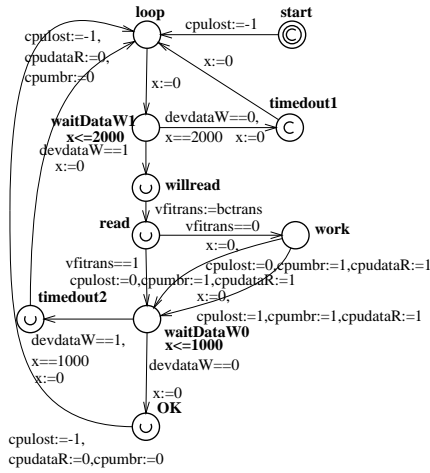 loop
start
cpulost:=-1
cpulost:=-1,
cpudataR:=0,
cpumbr:=0
x:=0
x:=0
timedout1
waitDataW1
x<=2000
devdataW==0,
x==2000
x:=0
devdataW==1
x:=0
willread
vfitrans:=bctrans
read
vfitrans==0
work
x:=0,
cpulost:=0,cpumbr:=1,cpudataR:=1
vfitrans==1
cpulost:=0,cpumbr:=1,cpudataR:=1
x:=0,
cpulost:=1,cpumbr:=1,cpudataR:=1
timedout2
waitDataW0
x<=1000
devdataW==1,
x==1000
x:=0
devdataW==0
x:=0
OK
cpulost:=-1,
cpudataR:=0,cpumbr:=0